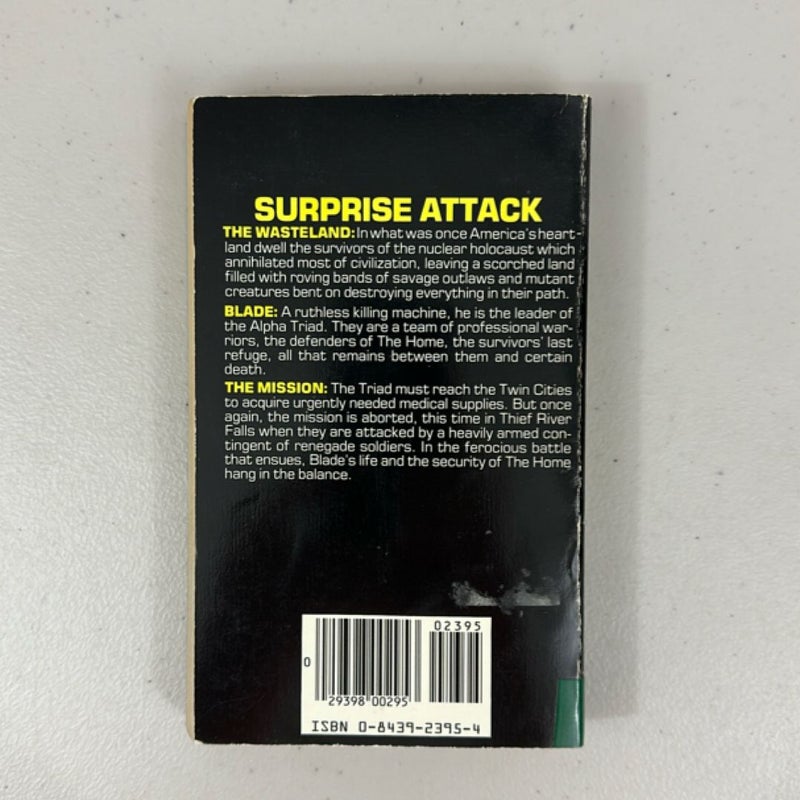 SURPRISE ATTACK
THE WASTELAND: In what was once America's heart-
land dwell the survivors of the nuclear holocaust which
annihilated most of civilization, leaving a scorched land
filled with roving bands of savage outlaws and mutant
creatures bent on destroying everything in their path.
BLADE: A ruthless killing machine, he is the leader of
the Alpha Triad. They are a team of professional war-
riors, the defenders of The Home, the survivors' last
refuge, all that remains between them and certain
death.
THE MISSION: The Triad must reach the Twin Cities
to acquire urgently needed medical supplies. But once
again, the mission is aborted, this time in Thief River
Falls when they are attacked by a heavily armed con-
tingent of renegade soldiers. In the ferocious battle
that ensues, Blade's life and the security of The Home
hang in the balance.
02395
0
29398 00295
ISBN 0-8439-2395-4